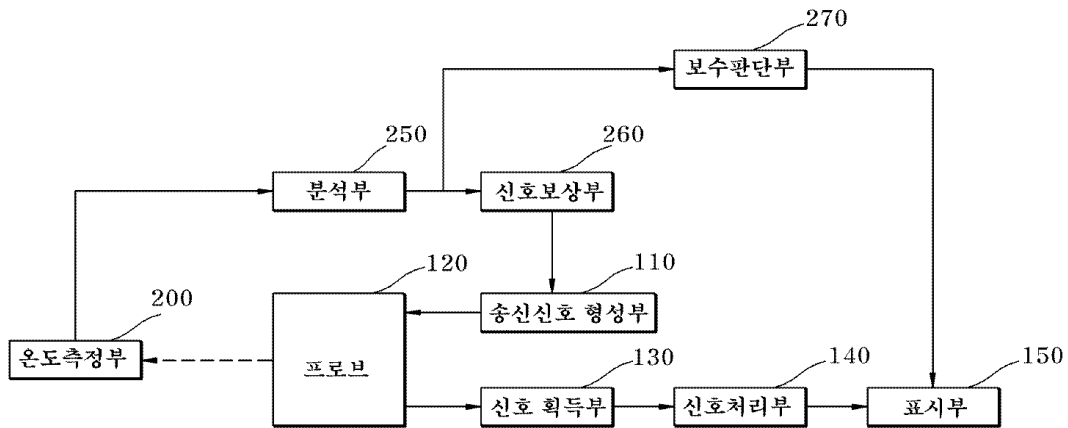 270
보수판단부
250
260
분석부
신호보상부
120
110
200
송신신호 형성부
온도측정부
프로브
130
140
150
신호 획득부
신호처리부
표시부